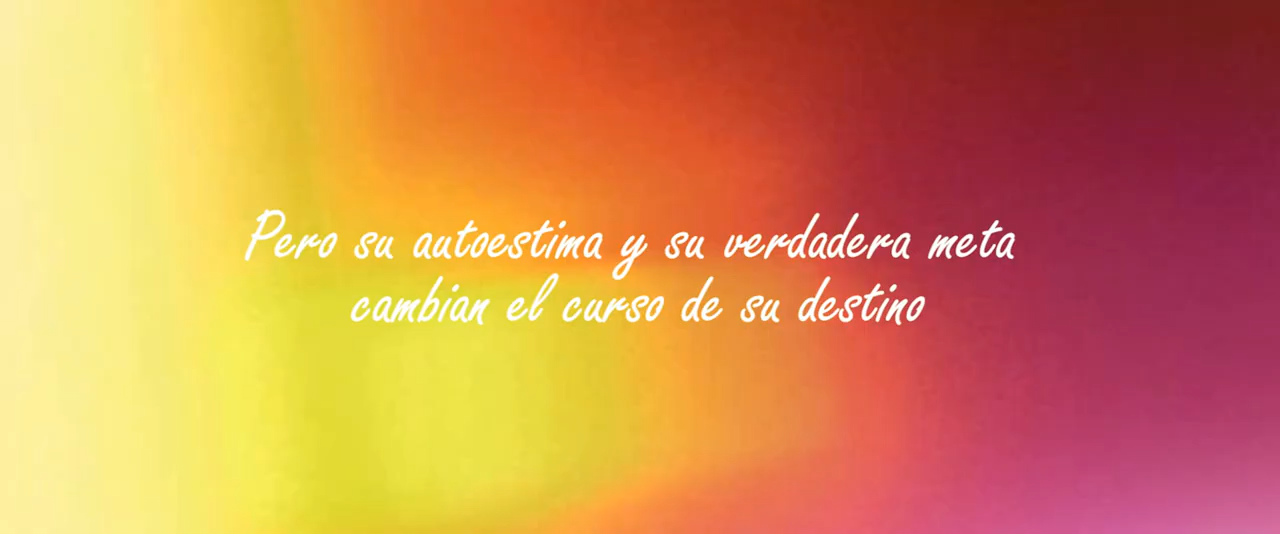 Pero su autoestima y su verdadera meta
cambian el curso de su destino